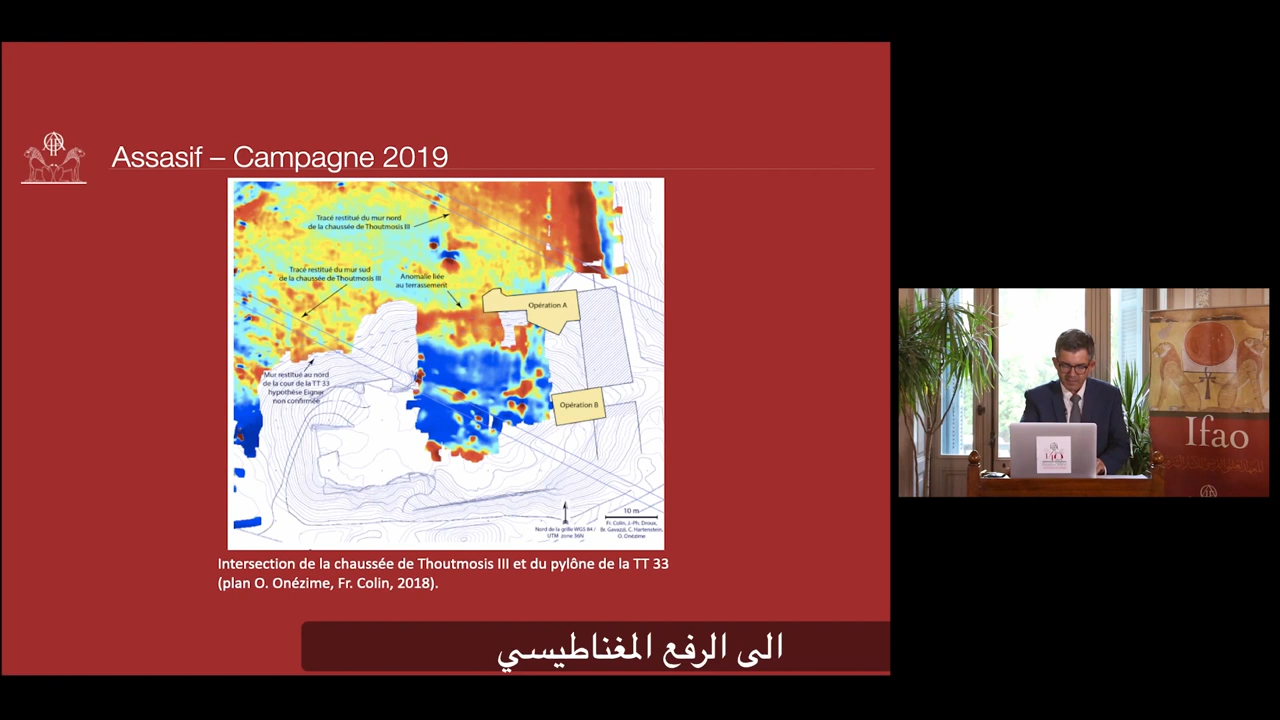 Assasif – Campagne 2019
Tracé restitué du mur nord
de la chaussée de Thoutmosis III
Tracé restitué du mur sud
de la chaussée de Thoutmosis III
Anomalie liée
au terrassement
Opération A
Mur restitué au nord
de la cour de la TT 33
hypothèse Eigner
non confirmée
Opération B
10 m
Nord de la grille WGS 84 /
UTM zone 36N
Fr. Colin, J.-Ph. Droux,
Br. Gavazzi, C. Hartenstein,
O. Onézime
Intersection de la chaussée de Thoutmosis III et du pylône de la TT 33
(plan O. Onézime, Fr. Colin, 2018).
الى الرفع المغناطيسي
Ifao